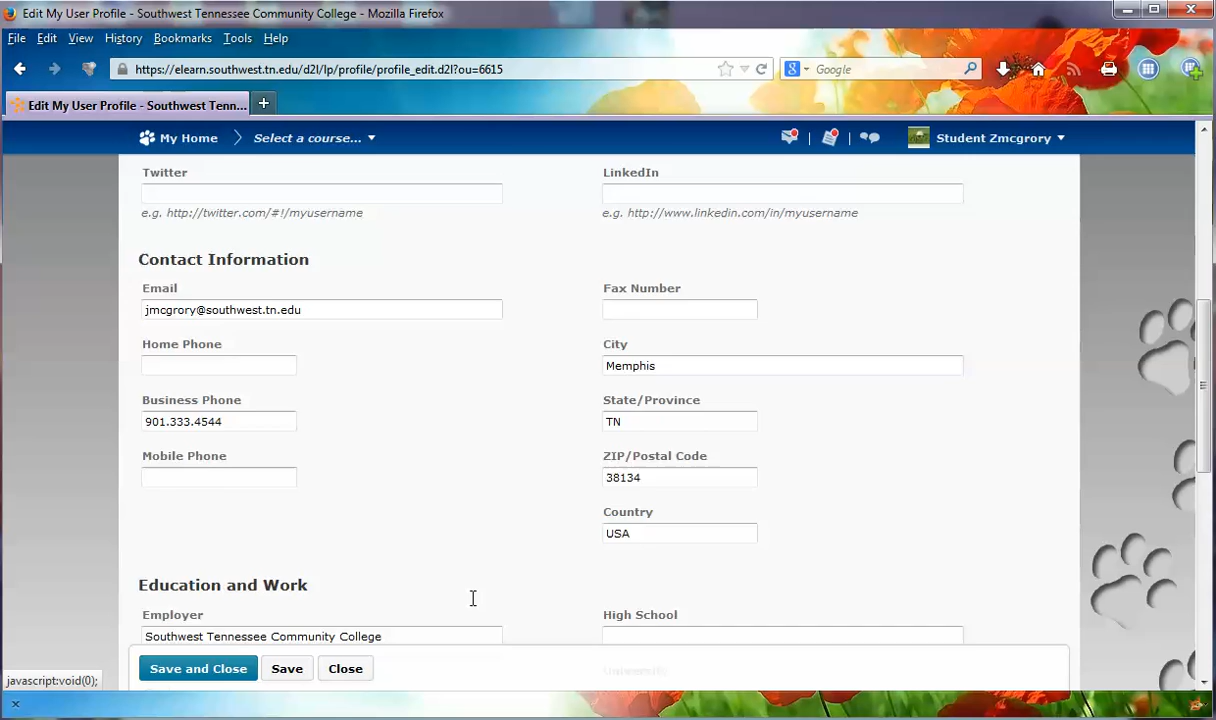 Edit My User Profile - Southwest Tennessee Community College - Mozilla Firefox
File Edit View History Bookmarks Tools Help
https://elearn.southwest.tn.edu/d2l/lp/profile/profile_edit.d2l?ou=6615
Google
Edit My User Profile - Southwest Tenn...
My Home Select a course... Student Zmcgrory
Twitter LinkedIn
e.g. http://twitter.com/#!/myusername e.g. http://www.linkedin.com/in/myusername
Contact Information
Email Fax Number
jmcgrory@southwest.tn.edu
Home Phone City
Memphis
Business Phone State/Province
901.333.4544 TN
Mobile Phone ZIP/Postal Code
38134
Country
USA
Education and Work
Employer High School
Southwest Tennessee Community College
Save and Close Save Close
javascript:void(0);